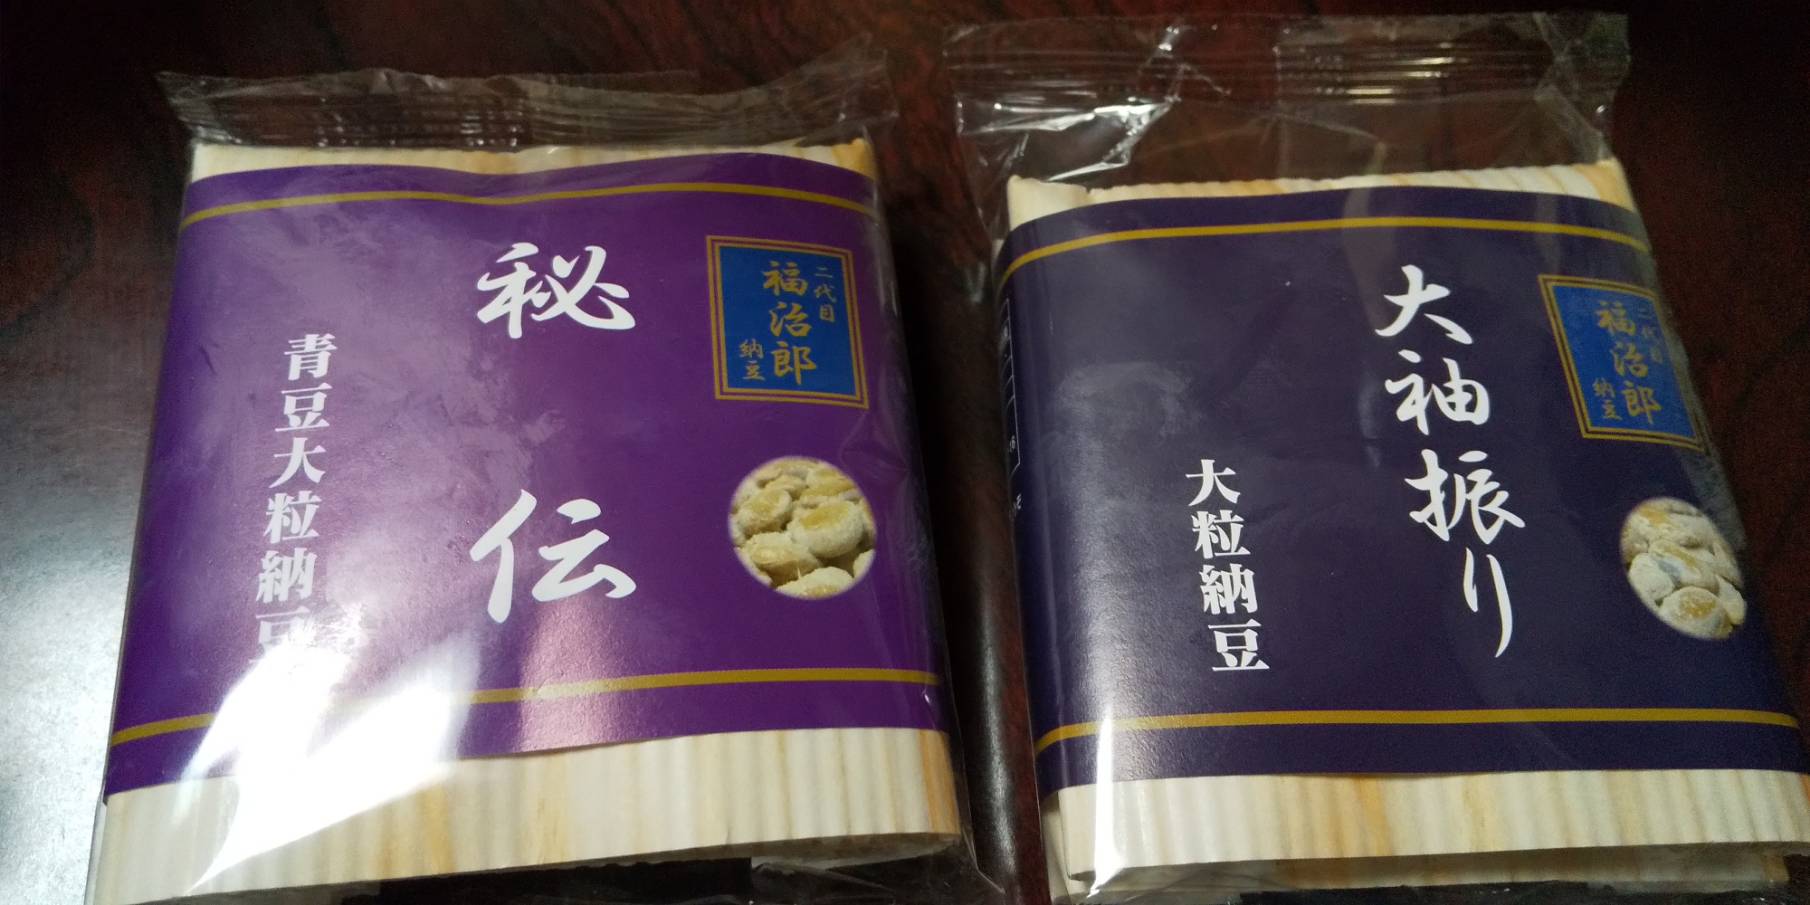 二代目
福治郎
納豆
秘伝
青豆大粒納豆
二代目
福治郎
納豆
大袖振り
大粒納豆